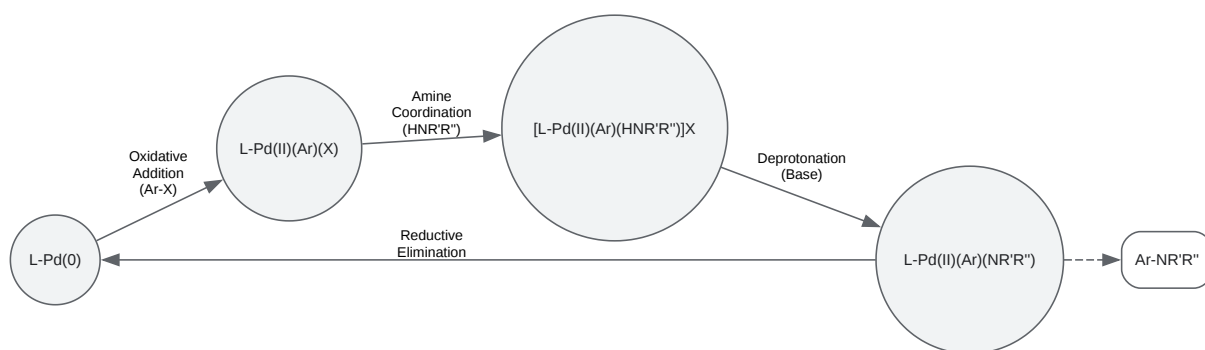 L-Pd(0)
Oxidative
Addition
(Ar-X)
L-Pd(II)(Ar)(X)
Amine
Coordination
(HNR'R")
[L-Pd(II)(Ar)(HNR'R")]X
Deprotonation
(Base)
L-Pd(II)(Ar)(NR'R")
Reductive
Elimination
Ar-NR'R"